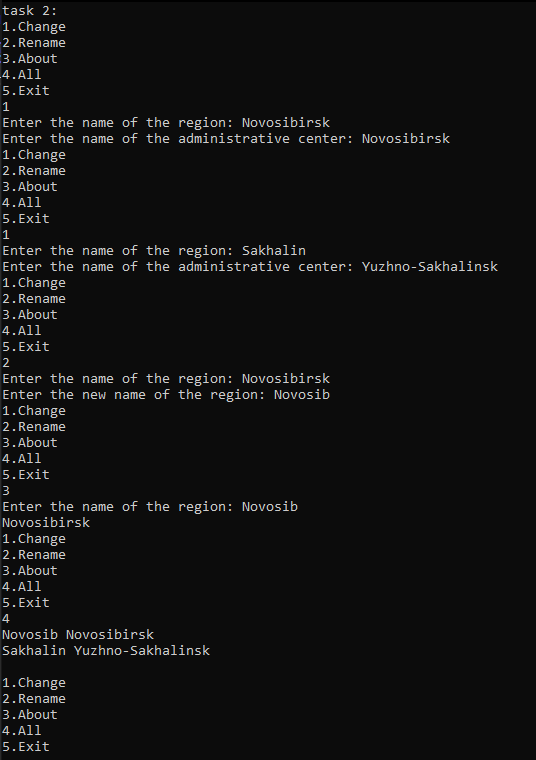 task 2:
1.Change
2.Rename
3.About
4.All
5.Exit
1
Enter the name of the region: Novosibirsk
Enter the name of the administrative center: Novosibirsk
1.Change
2.Rename
3.About
4.All
5.Exit
1
Enter the name of the region: Sakhalin
Enter the name of the administrative center: Yuzhno-Sakhalinsk
1.Change
2.Rename
3.About
4.All
5.Exit
2
Enter the name of the region: Novosibirsk
Enter the new name of the region: Novosib
1.Change
2.Rename
3.About
4.All
5.Exit
3
Enter the name of the region: Novosib
Novosibirsk
1.Change
2.Rename
3.About
4.All
5.Exit
4
Novosib Novosibirsk
Sakhalin Yuzhno-Sakhalinsk
1.Change
2.Rename
3.About
4.All
5.Exit